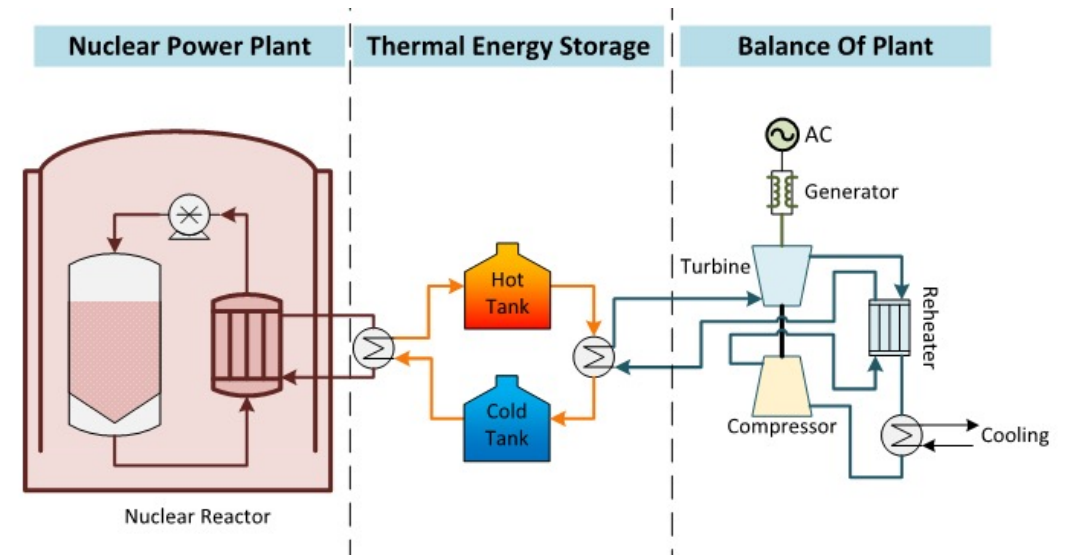 Nuclear Power Plant
Thermal Energy Storage
Balance Of Plant
AC
Generator
Turbine
Hot
Tank
Reheater
Cold
Tank
Compressor
Cooling
Nuclear Reactor